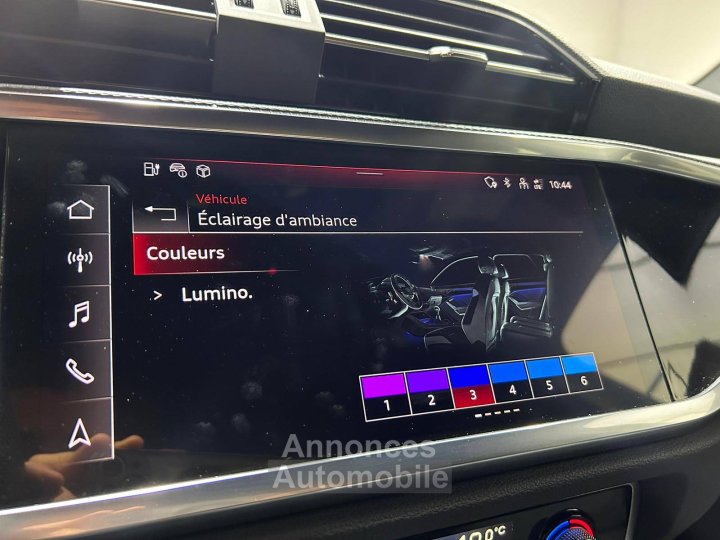 10:44
Véhicule
Éclairage d'ambiance
Couleurs
> Lumino.
1 2 3 4 5 6
Annonces
Automobile
°C